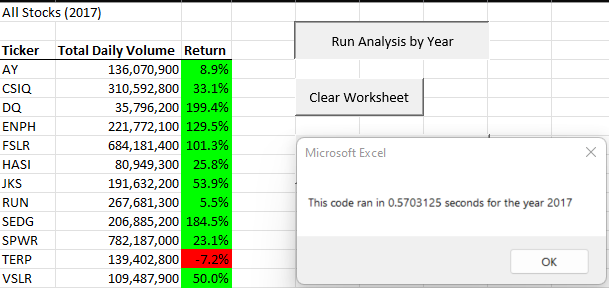 All Stocks (2017)
Run Analysis by Year
Ticker Total Daily Volume Return
AY 136,070,900 8.9%
CSIQ 310,592,800 33.1%
Clear Worksheet
DQ 35,796,200 199.4%
ENPH 221,772,100 129.5%
FSLR 684,181,400 101.3%
HASI 80,949,300 25.8%
JKS 191,632,200 53.9%
RUN 267,681,300 5.5%
SEDG 206,885,200 184.5%
SPWR 782,187,000 23.1%
TERP 139,402,800 -7.2%
VSLR 109,487,900 50.0%
Microsoft Excel
This code ran in 0.5703125 seconds for the year 2017
OK